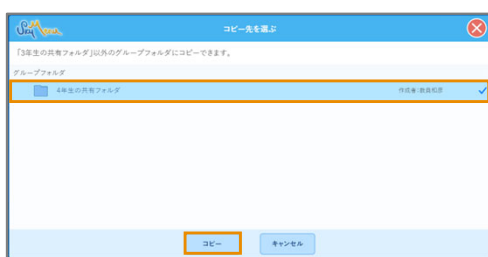 SkyMenu
コピー先を選ぶ
「3年生の共有フォルダ」以外のグループフォルダにコピーできます。
グループフォルダ
4年生の共有フォルダ
作成者:教員
コピー
キャンセル